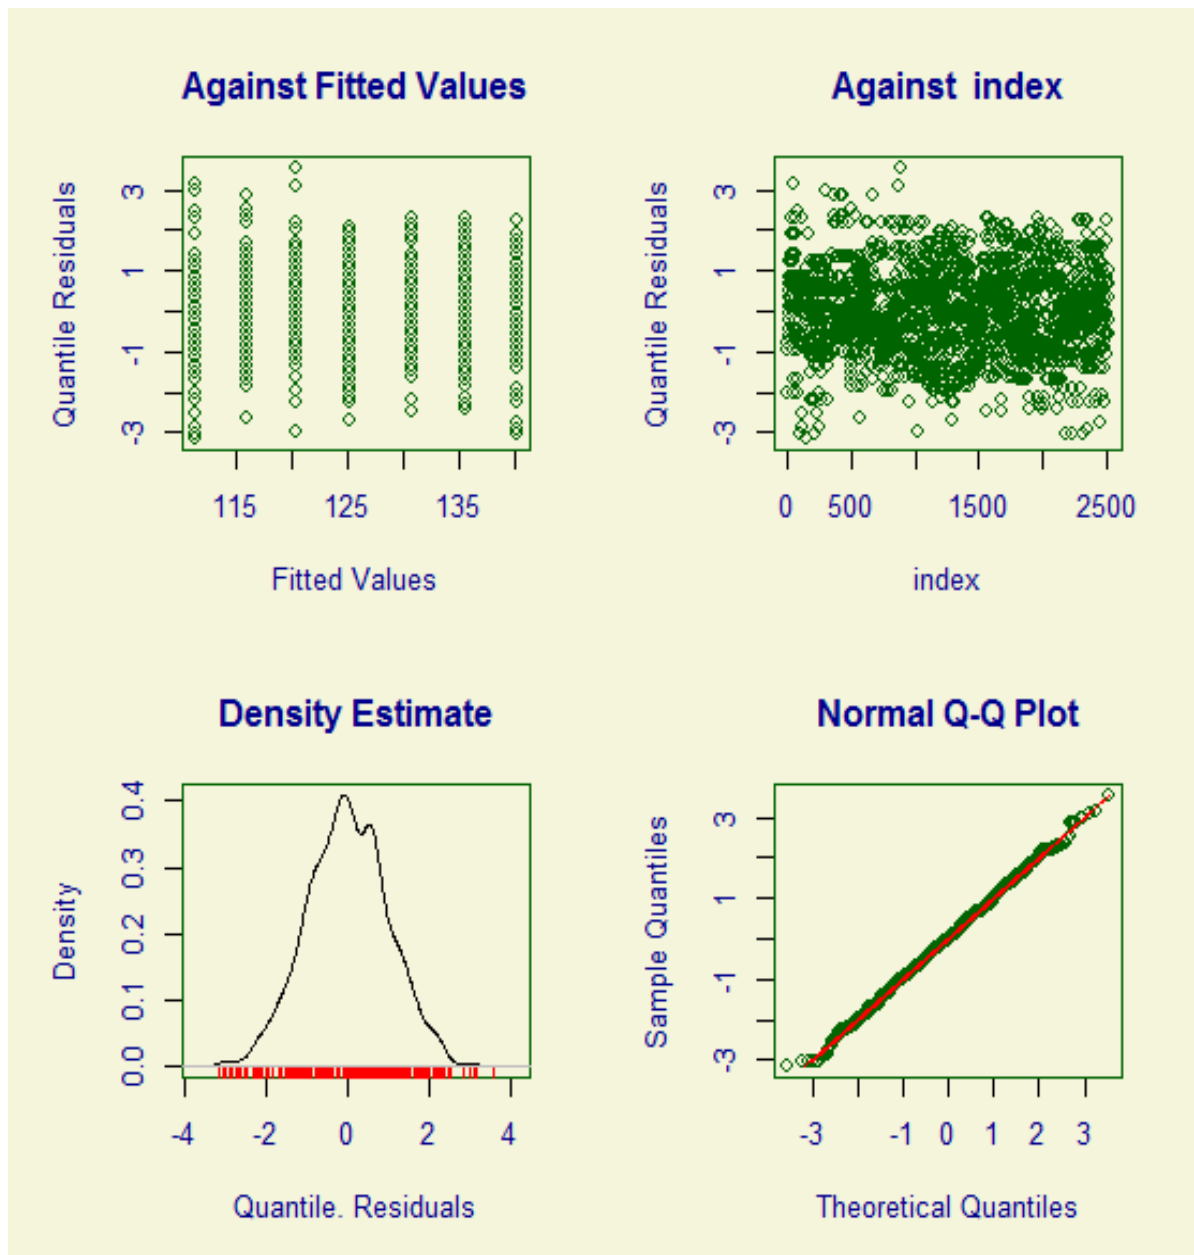 Against Fitted Values
Quantile Residuals
3
1
-1
-3
115 125 135
Fitted Values
Against index
Quantile Residuals
3
1
-1
-3
0 500 1500 2500
index
Density Estimate
Density
0.4
0.3
0.2
0.1
0.0
-4 -2 0 2 4
Quantile. Residuals
Normal Q-Q Plot
Sample Quantiles
3
1
-1
-3
-3 -1 0 1 2 3
Theoretical Quantiles